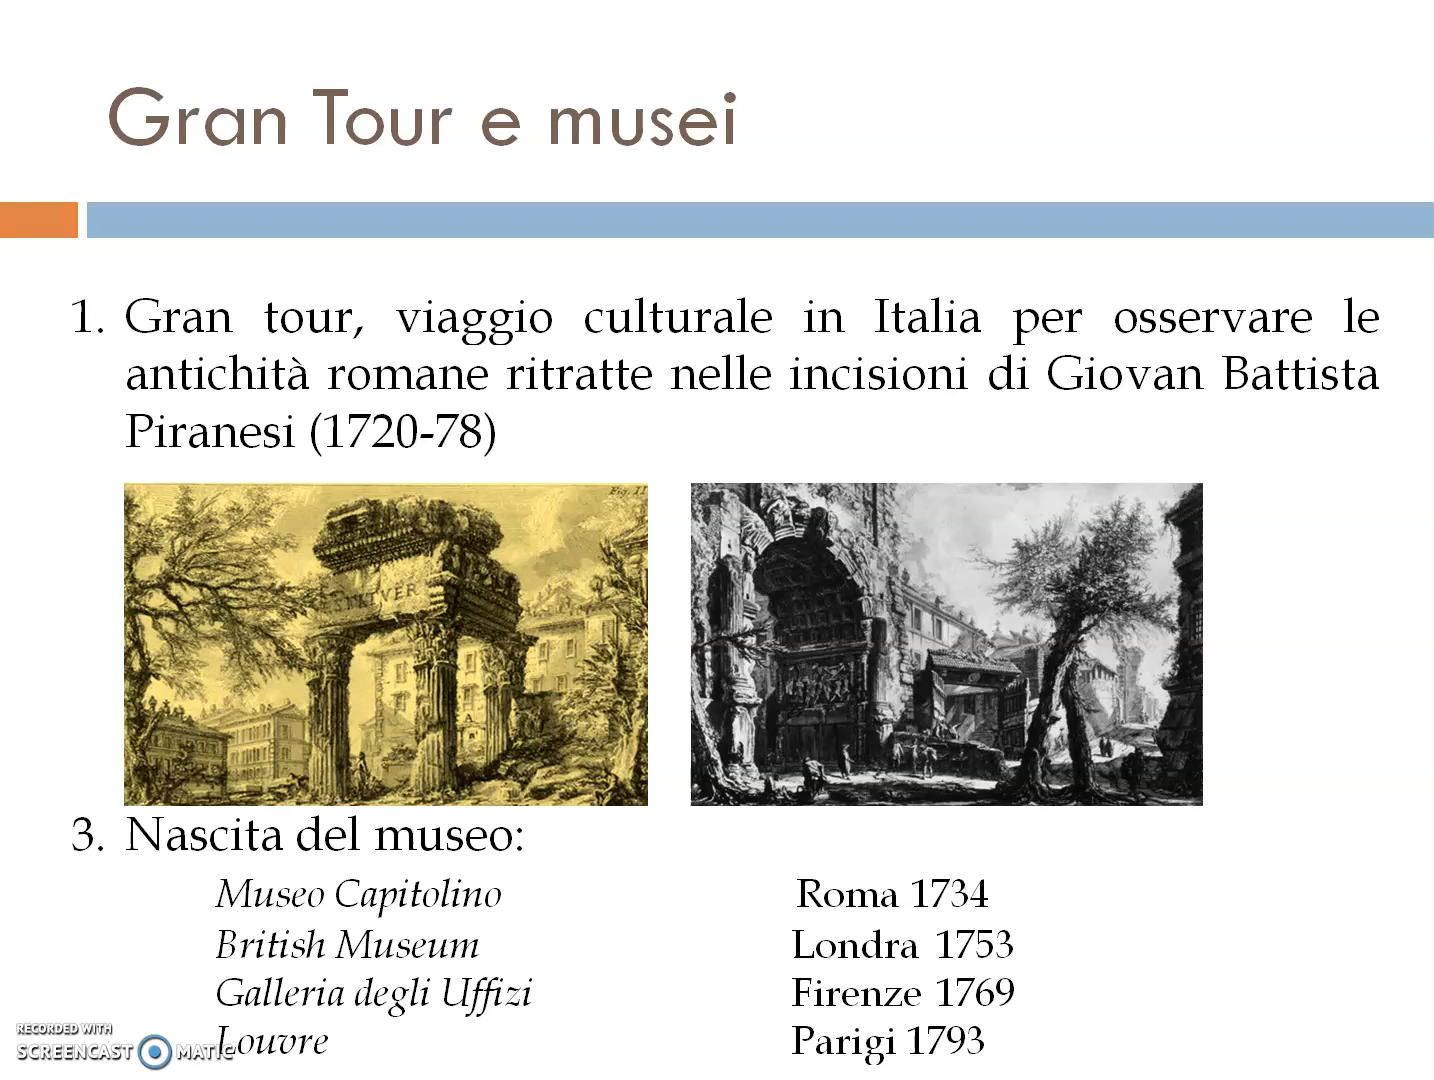 Gran Tour e musei
1. Gran tour, viaggio culturale in Italia per osservare le
antichità romane ritratte nelle incisioni di Giovan Battista
Piranesi (1720-78)
Fig. II
3. Nascita del museo:
Museo Capitolino Roma 1734
British Museum Londra 1753
Galleria degli Uffizi Firenze 1769
Louvre Parigi 1793
RECORDED WITH
SCREENCAST MATIC